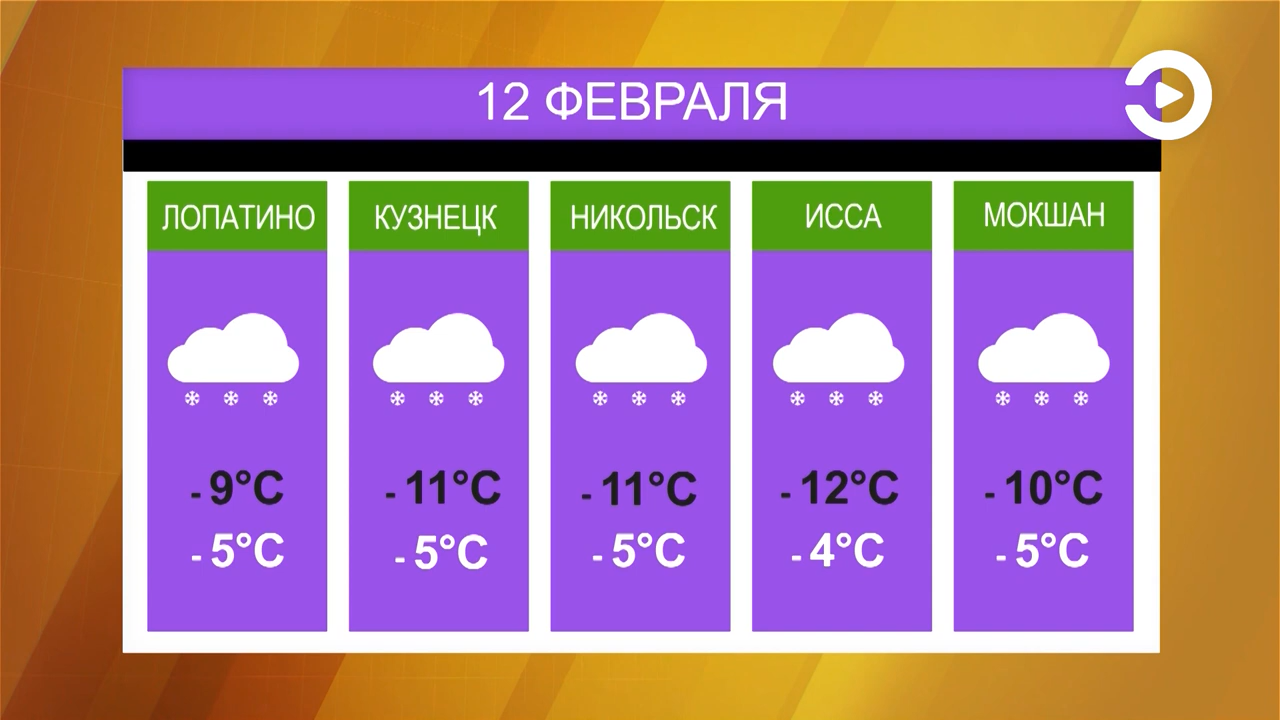 12 ФЕВРАЛЯ
ЛОПАТИНО
КУЗНЕЦК
НИКОЛЬСК
ИССА
МОКШАН
- 9°C
- 11°C
- 11°C
- 12°C
- 10°C
- 5°C
- 5°C
- 5°C
- 4°C
- 5°C